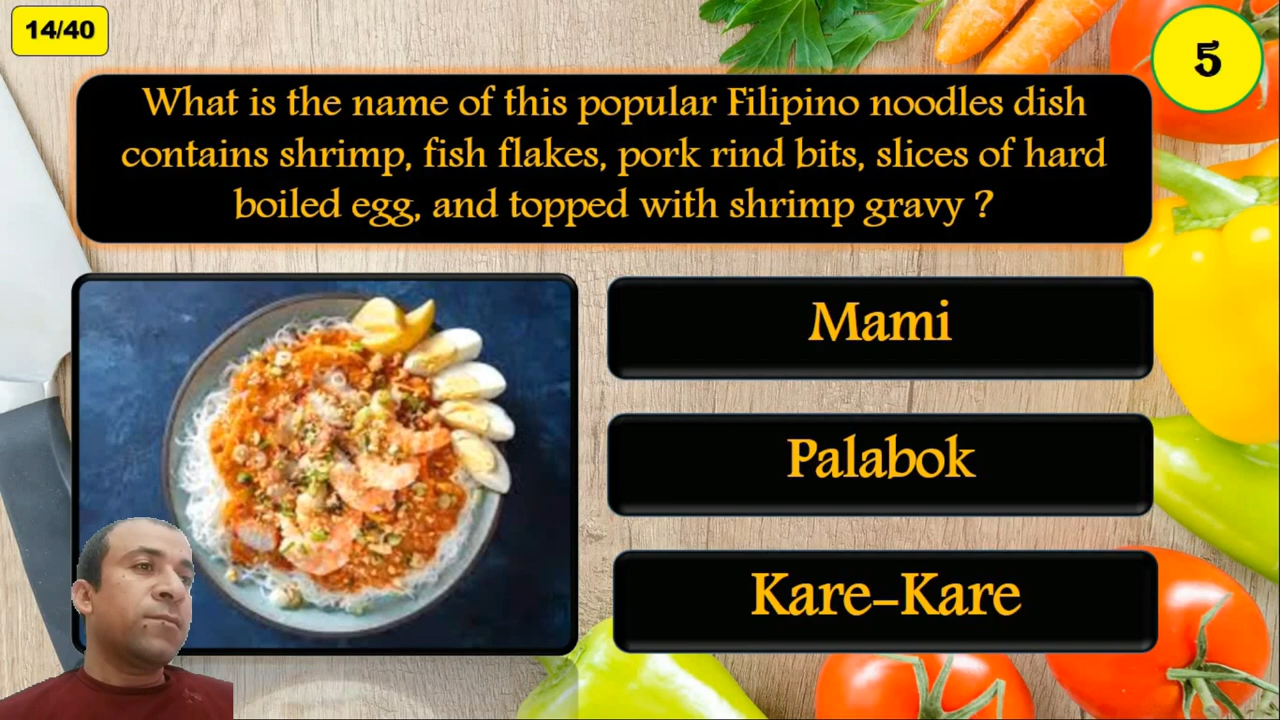 14/40
5
What is the name of this popular Filipino noodles dish
contains shrimp, fish flakes, pork rind bits, slices of hard
boiled egg, and topped with shrimp gravy ?
Mami
Palabok
Kare-Kare